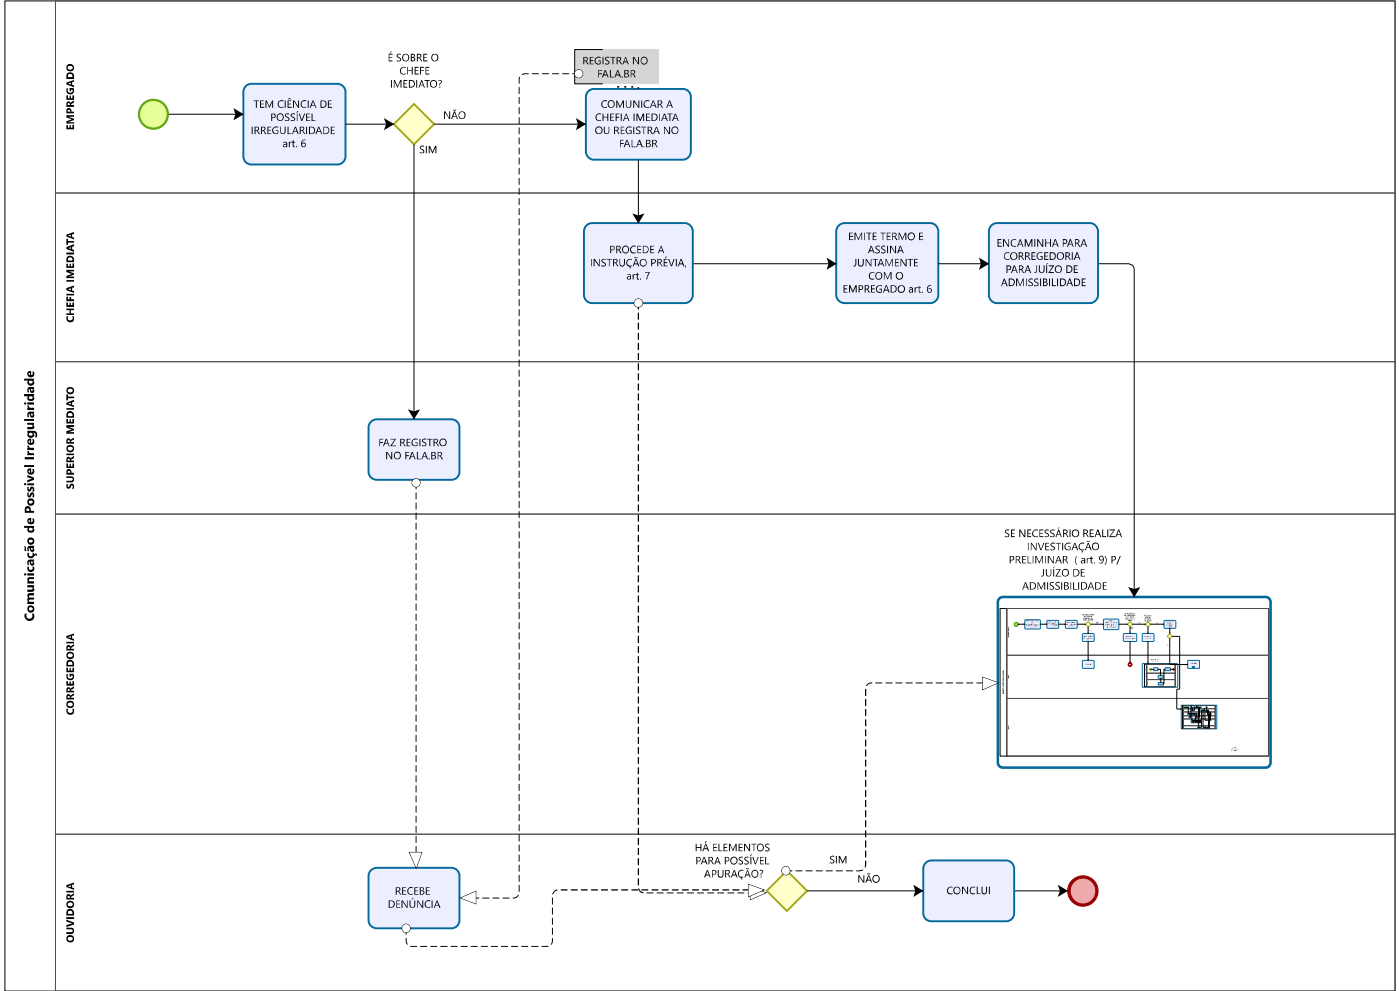 Comunicação de Possivel Irregularidade
EMPREGADO
É SOBRE O
CHEFE
IMEDIATO?
REGISTRA NO
FALA.BR
TEM CIÊNCIA DE
POSSÍVEL
IRREGULARIDADE
art. 6
NÃO
SIM
COMUNICAR A
CHEFIA IMEDIATA
OU REGISTRA NO
FALA.BR
CHEFIA IMEDIATA
PROCEDE A
INSTRUÇÃO PRÉVIA,
art. 7
EMITE TERMO E
ASSINA
JUNTAMENTE
COM O
EMPREGADO art. 6
ENCAMINHA PARA
CORREGEDORIA
PARA JUÍZO DE
ADMISSIBILIDADE
SUPERIOR MEDIATO
FAZ REGISTRO
NO FALA.BR
CORREGEDORIA
SE NECESSÁRIO REALIZA
INVESTIGAÇÃO
PRELIMINAR ( art. 9) P/
JUÍZO DE
ADMISSIBILIDADE
OUVIDORIA
RECEBE
DENÚNCIA
HÁ ELEMENTOS
PARA POSSÍVEL
APURAÇÃO?
SIM
NÃO
CONCLUI